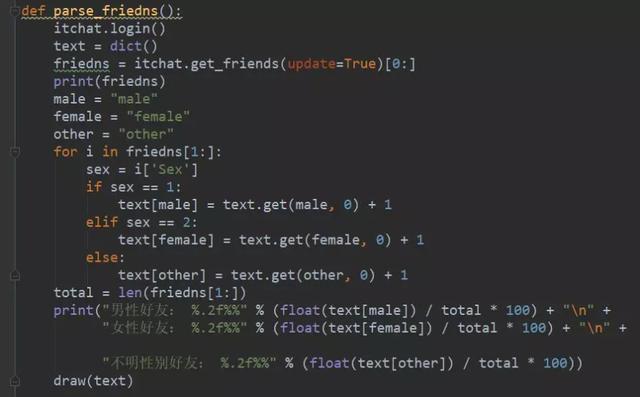 def parse_friedns():
    itchat.login()
    text = dict()
    friedns = itchat.get_friends(update=True)[0:]
    print(friedns)
    male = "male"
    female = "female"
    other = "other"
    for i in friedns[1:]:
        sex = i['Sex']
        if sex == 1:
            text[male] = text.get(male, 0) + 1
        elif sex == 2:
            text[female] = text.get(female, 0) + 1
        else:
            text[other] = text.get(other, 0) + 1
    total = len(friedns[1:])
    print("男性好友： %.2f%%" % (float(text[male]) / total * 100) + "\n" +
          "女性好友： %.2f%%" % (float(text[female]) / total * 100) + "\n" +
          "不明性别好友： %.2f%%" % (float(text[other]) / total * 100))
    draw(text)